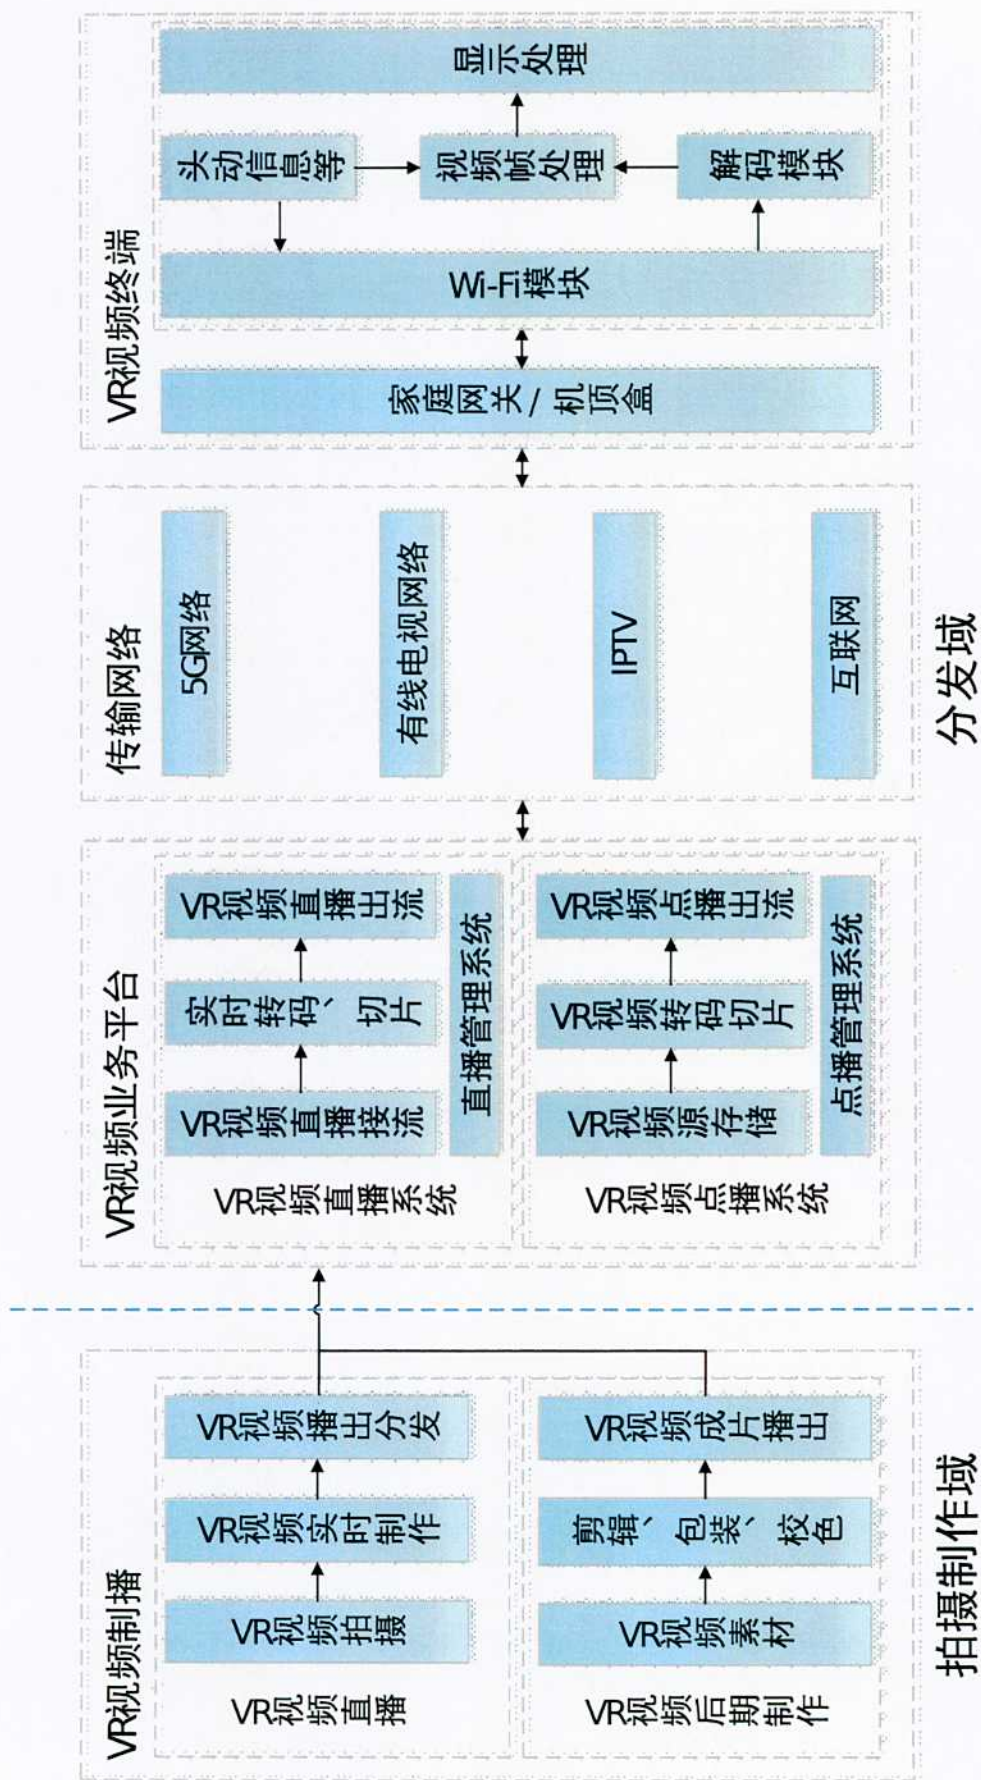 VR视频制播
VR视频直播
VR视频拍摄
VR视频实时制作
VR视频播出分发
VR视频后期制作
VR视频素材
剪辑、包装、校色
VR视频成片播出
拍摄制作域
VR视频业务平台
VR视频直播系统
VR视频直播接流
实时转码、切片
VR视频直播出流
直播管理系统
VR视频点播系统
VR视频源存储
VR视频转码切片
VR视频点播出流
点播管理系统
传输网络
5G网络
有线电视网络
IPTV
互联网
分发域
VR视频终端
家庭网关/机顶盒
Wi-Fi模块
头动信息等
视频帧处理
解码模块
显示处理